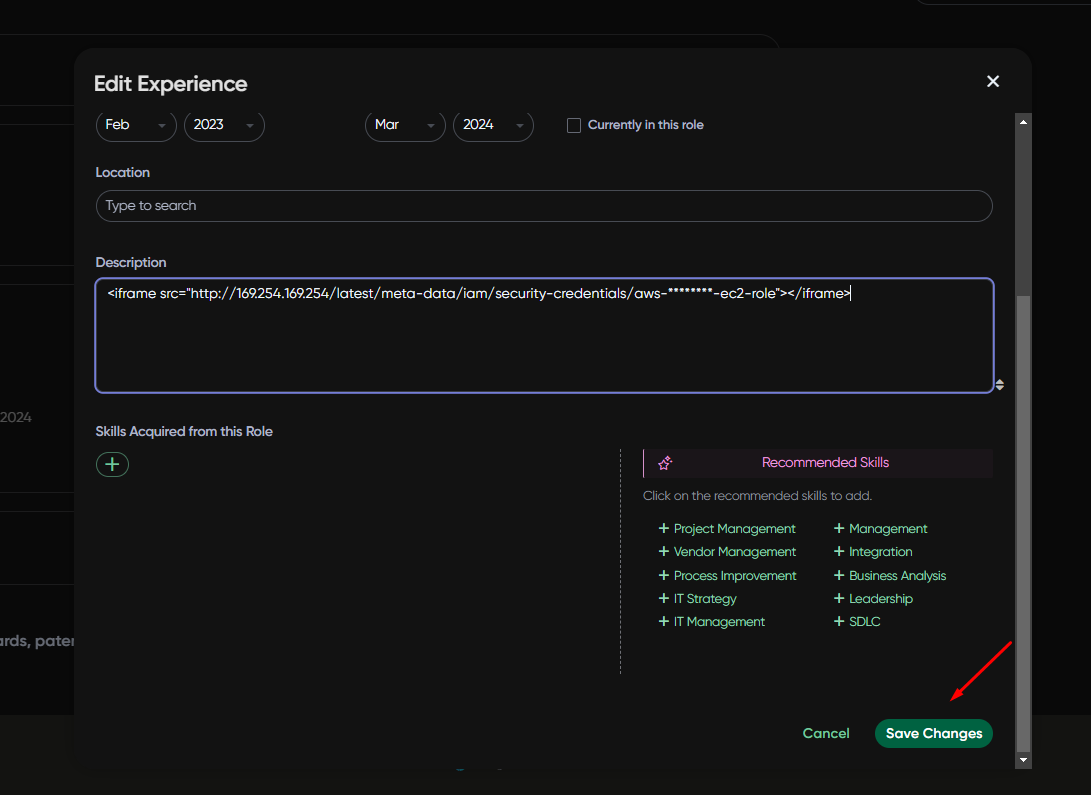 Edit Experience
Feb 2023 Mar 2024 Currently in this role
Location
Type to search
Description
<iframe src="http://169.254.169.254/latest/meta-data/iam/security-credentials/aws-********-ec2-role"></iframe>
2024
Skills Acquired from this Role
Recommended Skills
Click on the recommended skills to add.
+ Project Management + Management
+ Vendor Management + Integration
+ Process Improvement + Business Analysis
+ IT Strategy + Leadership
+ IT Management + SDLC
ards, paten
Cancel Save Changes